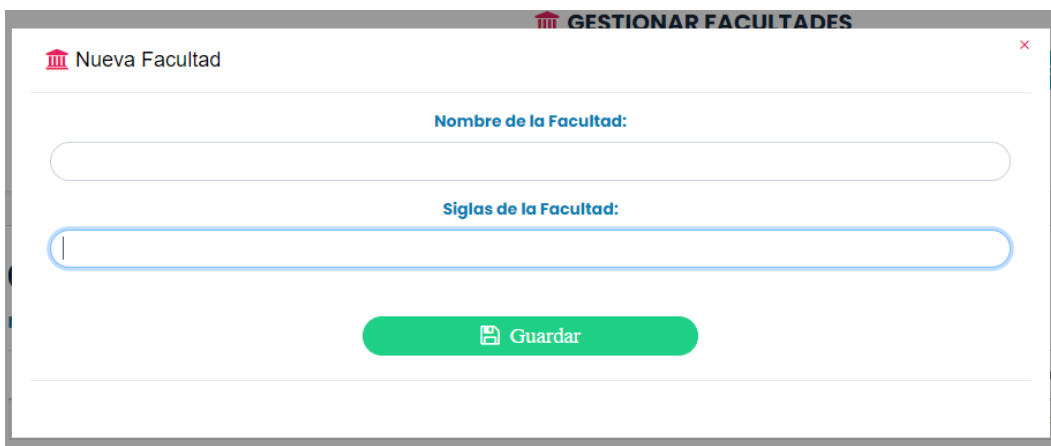 GESTIONAR FACULTADES
Nueva Facultad
×
Nombre de la Facultad:
Siglas de la Facultad:
Guardar